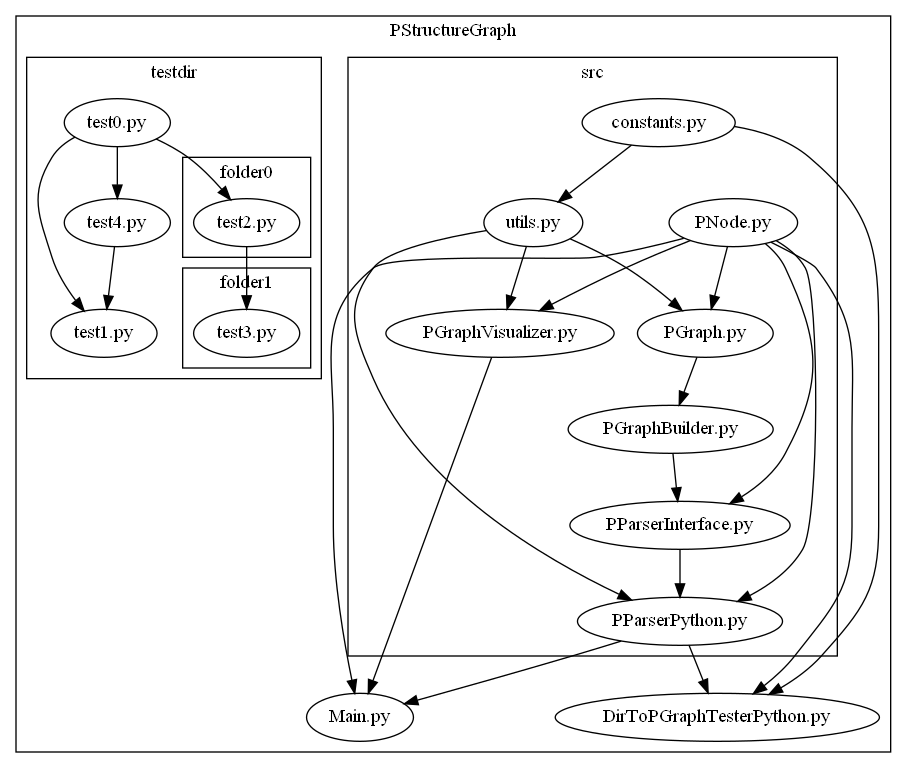 PStructureGraph
testdir
src
test0.py
constants.py
folder0
test4.py
test2.py
utils.py
PNode.py
folder1
test1.py
test3.py
PGraphVisualizer.py
PGraph.py
PGraphBuilder.py
PParserInterface.py
PParserPython.py
Main.py
DirToPGraphTesterPython.py